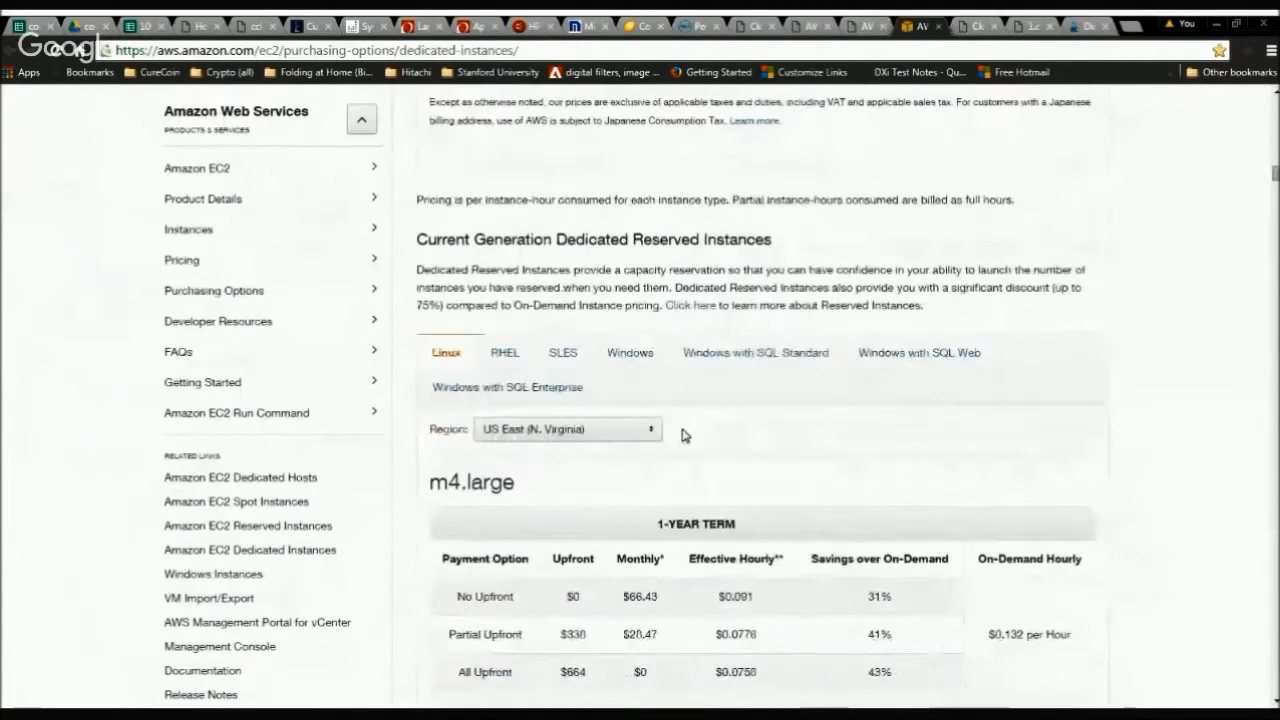 You
Google
https://aws.amazon.com/ec2/purchasing-options/dedicated-instances/
Apps Bookmarks CureCoin Crypto (all) Folding at Home (Bi... Hitachi Stanford University digital filters, image ... Getting Started Customize Links DXi Test Notes - Qu... Free Hotmail Other bookmarks
Amazon Web Services
PRODUCTS & SERVICES
Amazon EC2
Product Details
Instances
Pricing
Purchasing Options
Developer Resources
FAQs
Getting Started
Amazon EC2 Run Command
RELATED LINKS
Amazon EC2 Dedicated Hosts
Amazon EC2 Spot Instances
Amazon EC2 Reserved Instances
Amazon EC2 Dedicated Instances
Windows Instances
VM Import/Export
AWS Management Portal for vCenter
Management Console
Documentation
Release Notes
Except as otherwise noted, our prices are exclusive of applicable taxes and duties, including VAT and applicable sales tax. For customers with a Japanese
billing address, use of AWS is subject to Japanese Consumption Tax. Learn more.
Pricing is per instance-hour consumed for each instance type. Partial instance-hours consumed are billed as full hours.
Current Generation Dedicated Reserved Instances
Dedicated Reserved Instances provide a capacity reservation so that you can have confidence in your ability to launch the number of
instances you have reserved when you need them. Dedicated Reserved Instances also provide you with a significant discount (up to
75%) compared to On-Demand Instance pricing. Click here to learn more about Reserved Instances.
Linux RHEL SLES Windows Windows with SQL Standard Windows with SQL Web
Windows with SQL Enterprise
Region: US East (N. Virginia)
m4.large
1-YEAR TERM
Payment Option Upfront Monthly* Effective Hourly** Savings over On-Demand On-Demand Hourly
No Upfront $0 $66.43 $0.091 31%
Partial Upfront $338 $28.47 $0.0776 41% $0.132 per Hour
All Upfront $664 $0 $0.0758 43%